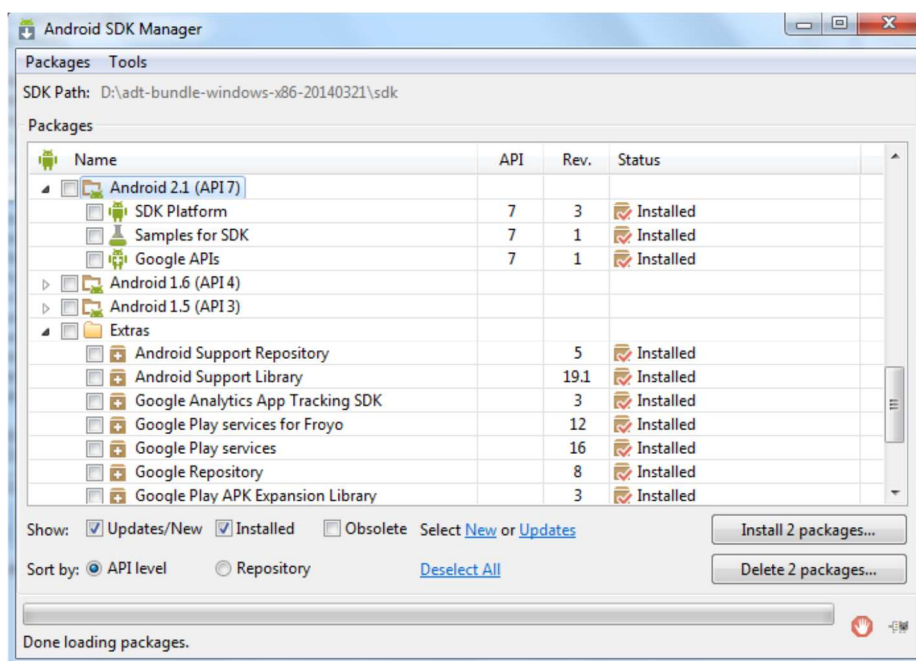 Android SDK Manager
Packages Tools
SDK Path: D:\adt-bundle-windows-x86-20140321\sdk
Packages
Name API Rev. Status
Android 2.1 (API 7)
SDK Platform 7 3 Installed
Samples for SDK 7 1 Installed
Google APIs 7 1 Installed
Android 1.6 (API 4)
Android 1.5 (API 3)
Extras
Android Support Repository 5 Installed
Android Support Library 19.1 Installed
Google Analytics App Tracking SDK 3 Installed
Google Play services for Froyo 12 Installed
Google Play services 16 Installed
Google Repository 8 Installed
Google Play APK Expansion Library 3 Installed
Show: Updates/New Installed Obsolete Select New or Updates Install 2 packages...
Sort by: API level Repository Deselect All Delete 2 packages...
Done loading packages.